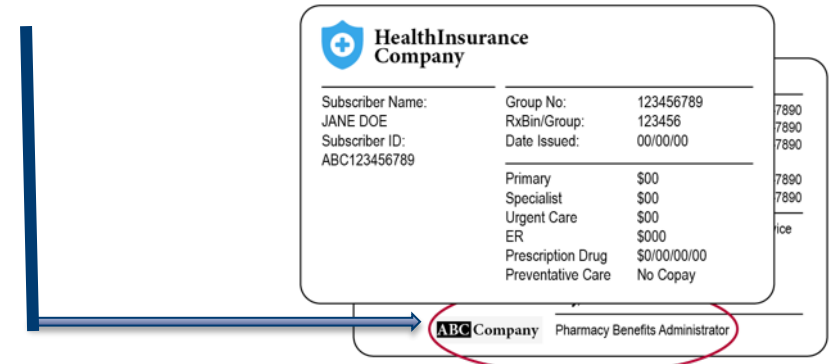 HealthInsurance
Company
Subscriber Name:
JANE DOE
Subscriber ID:
ABC123456789
Group No: 123456789
RxBin/Group: 123456
Date Issued: 00/00/00
Primary $00
Specialist $00
Urgent Care $00
ER $000
Prescription Drug $0/00/00/00
Preventative Care No Copay
7890
7890
7890
7890
7890
ABC Company Pharmacy Benefits Administrator